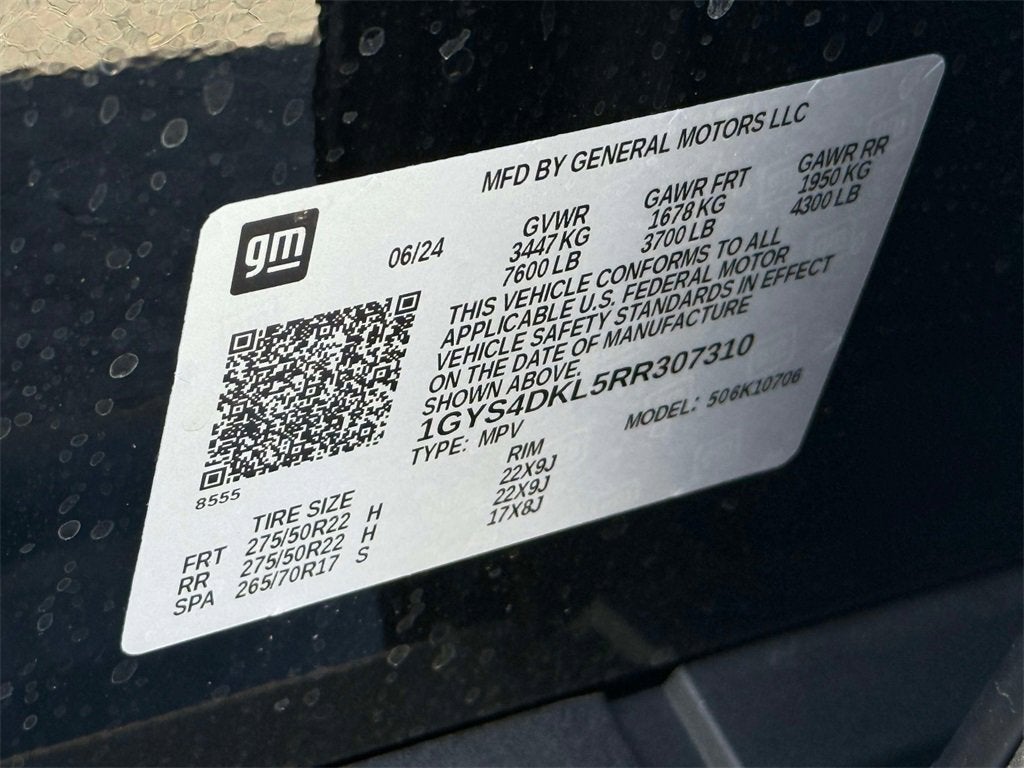 MFD BY GENERAL MOTORS LLC
gm
06/24
GVWR
3447 KG
7600 LB
GAWR FRT
1678 KG
3700 LB
GAWR RR
1950 KG
4300 LB
THIS VEHICLE CONFORMS TO ALL
APPLICABLE U.S. FEDERAL MOTOR
VEHICLE SAFETY STANDARDS IN EFFECT
ON THE DATE OF MANUFACTURE
SHOWN ABOVE.
1GYS4DKL5RR307310
TYPE: MPV
MODEL: 506K10706
8555
TIRE SIZE RIM
FRT 275/50R22 H 22X9J
RR 275/50R22 H 22X9J
SPA 265/70R17 S 17X8J